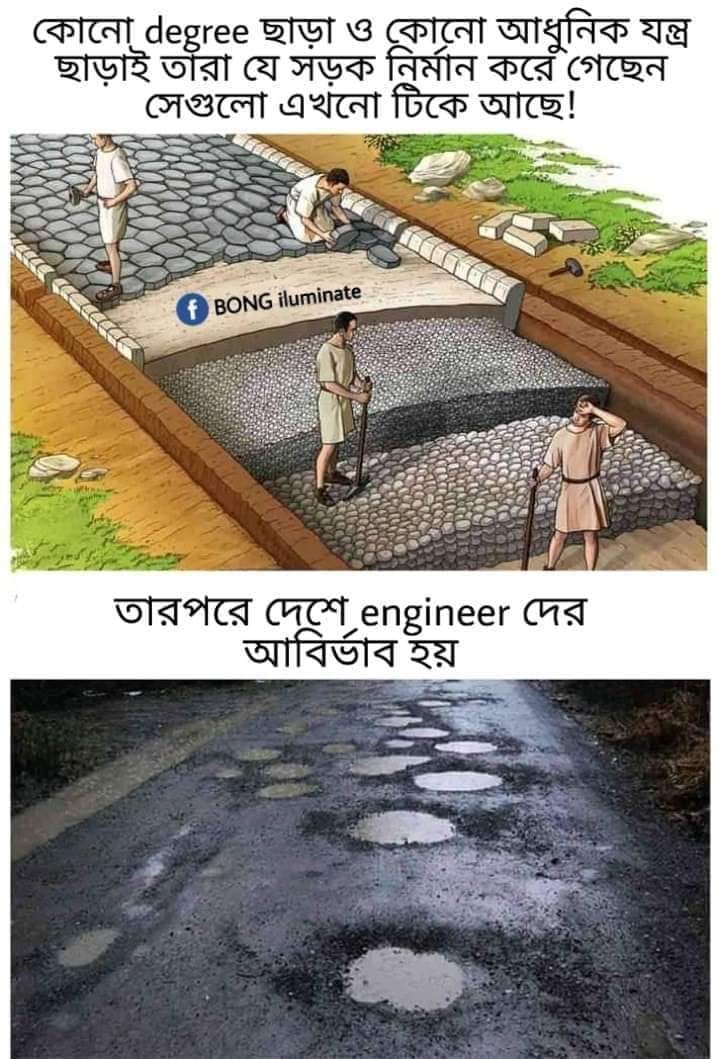 কোনো degree ছাড়া ও কোনো আধুনিক যন্ত্র
ছাড়াই তারা যে সড়ক নির্মান করে গেছেন
সেগুলো এখনো টিকে আছে!
BONG iluminate
তারপরে দেশে engineer দের
আবির্ভাব হয়